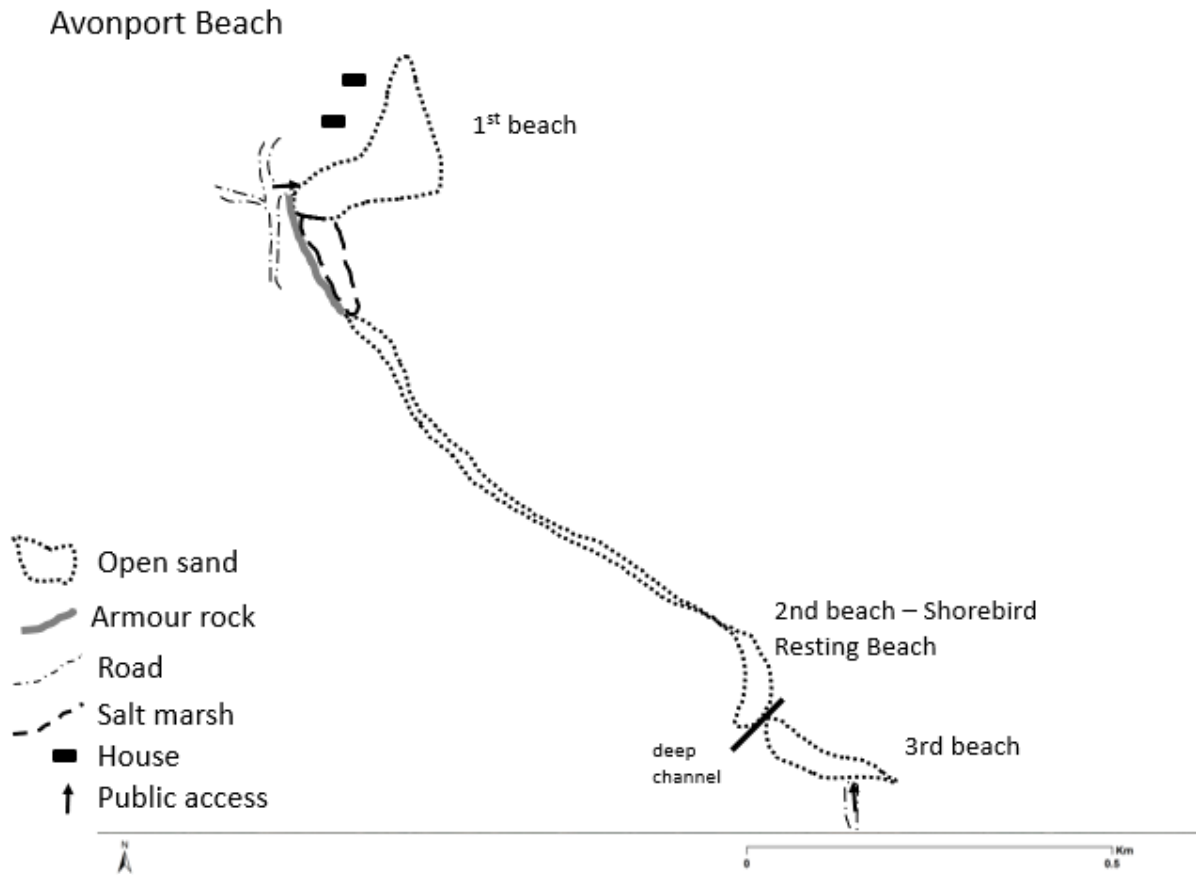 Avonport Beach
1st beach
Open sand
Armour rock
Road
Salt marsh
House
Public access
2nd beach – Shorebird
Resting Beach
deep
channel
3rd beach
N
Km
0
0.5